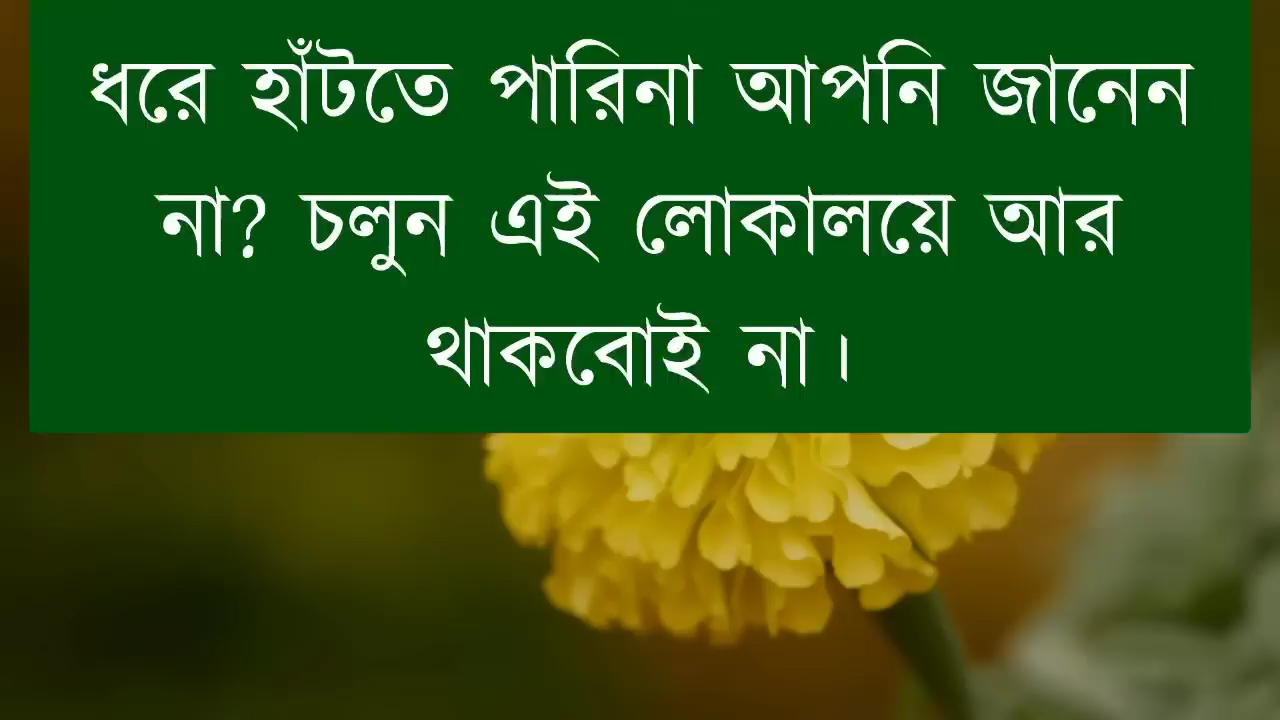 ধরে হাঁটতে পারিনা আপনি জানেন
না? চলুন এই লোকালয়ে আর
থাকবোই না।